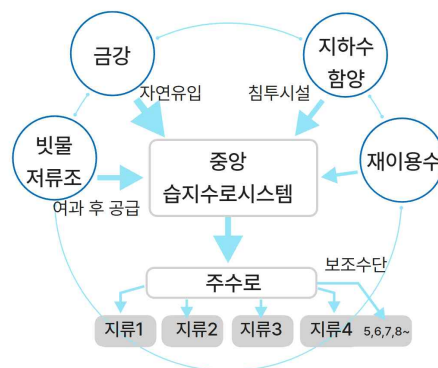 금강
지하수
함양
자연유입
침투시설
빗물
저류조
중앙
습지수로시스템
재이용수
여과 후 공급
보조수단
주수로
지류1
지류2
지류3
지류4
5,6,7,8~